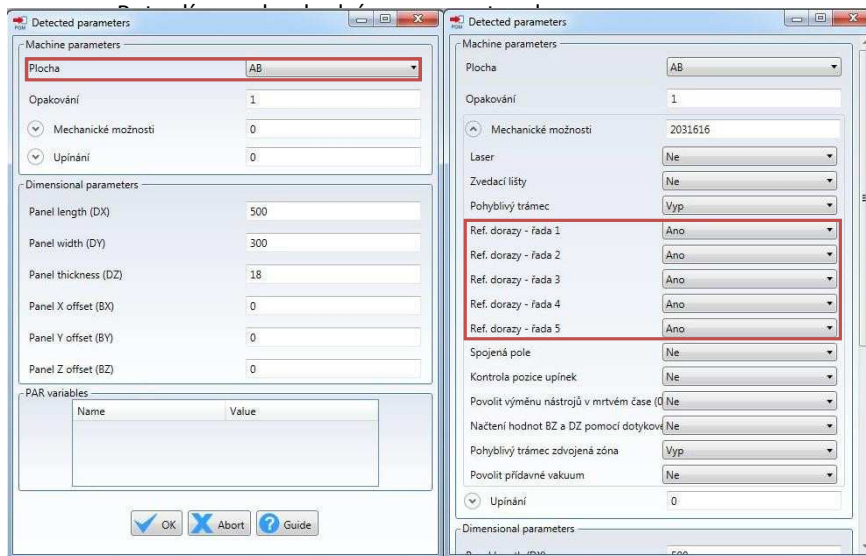 Detected parameters
Machine parameters
Plocha AB
Opakování 1
Mechanické možnosti 0
Upínání 0
Dimensional parameters
Panel length (DX) 500
Panel width (DY) 300
Panel thickness (DZ) 18
Panel X offset (BX) 0
Panel Y offset (BY) 0
Panel Z offset (BZ) 0
PAR variables
Name Value
OK Abort Guide
Detected parameters
Machine parameters
Plocha AB
Opakování 1
Mechanické možnosti 2031616
Laser Ne
Zvedací lišty Ne
Pohyblivý trámec Vyp
Ref. dorazy - řada 1 Ano
Ref. dorazy - řada 2 Ano
Ref. dorazy - řada 3 Ano
Ref. dorazy - řada 4 Ano
Ref. dorazy - řada 5 Ano
Spojená pole Ne
Kontrola pozice upínek Ne
Povolit výměnu nástrojů v mrtvém čase (0 Ne
Načtení hodnot BZ a DZ pomocí dotykove Ne
Pohyblivý trámec zdvojená zóna Vyp
Povolit přídavné vakuum Ne
Upínání 0
Dimensional parameters